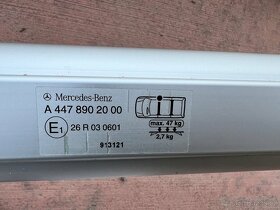 Mercedes-Benz
A 447 890 20 00
E1
26 R 03 0601
913121
max. 47 kg
2,7 kg